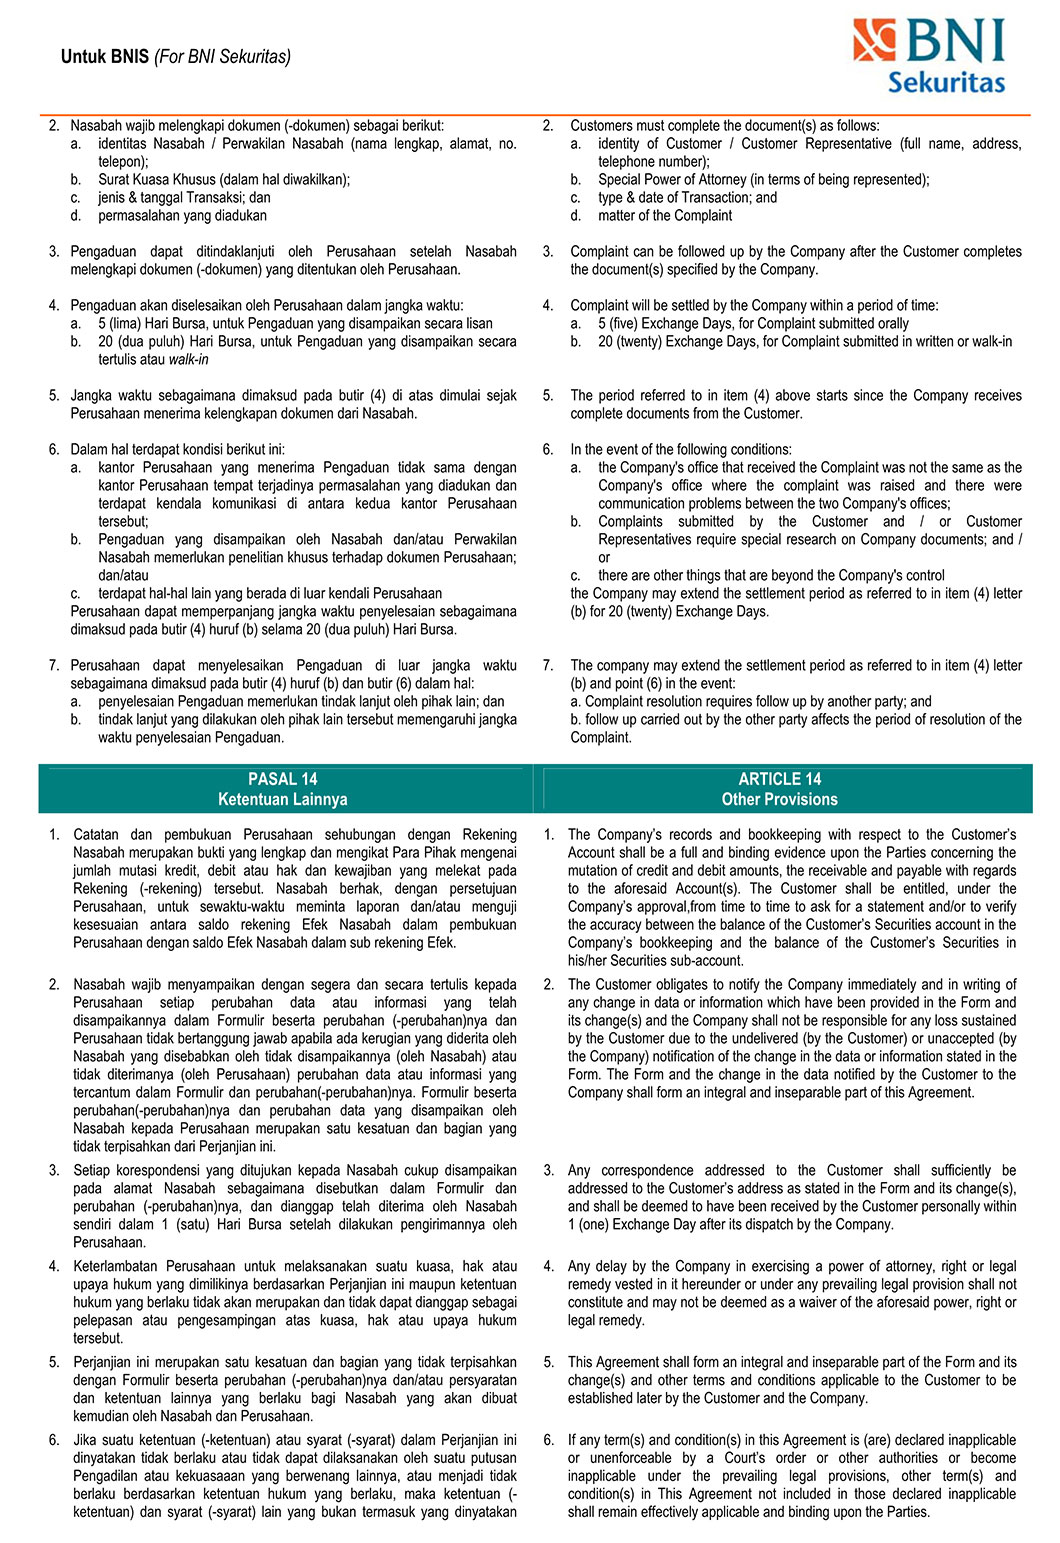 Untuk BNIS (For BNI Sekuritas)
BNI
Sekuritas
2. Nasabah wajib melengkapi dokumen (-dokumen) sebagai berikut:
a. identitas Nasabah / Perwakilan Nasabah (nama lengkap, alamat, no.
telepon);
b. Surat Kuasa Khusus (dalam hal diwakilkan);
c. jenis & tanggal Transaksi; dan
d. permasalahan yang diadukan
3. Pengaduan dapat ditindaklanjuti oleh Perusahaan setelah Nasabah
melengkapi dokumen (-dokumen) yang ditentukan oleh Perusahaan.
4. Pengaduan akan diselesaikan oleh Perusahaan dalam jangka waktu:
a. 5 (lima) Hari Bursa, untuk Pengaduan yang disampaikan secara lisan
b. 20 (dua puluh) Hari Bursa, untuk Pengaduan yang disampaikan secara
tertulis atau walk-in
5. Jangka waktu sebagaimana dimaksud pada butir (4) di atas dimulai sejak
Perusahaan menerima kelengkapan dokumen dari Nasabah.
6. Dalam hal terdapat kondisi berikut ini:
a. kantor Perusahaan yang menerima Pengaduan tidak sama dengan
kantor Perusahaan tempat terjadinya permasalahan yang diadukan dan
terdapat kendala komunikasi di antara kedua kantor Perusahaan
tersebut;
b. Pengaduan yang disampaikan oleh Nasabah dan/atau Perwakilan
Nasabah memerlukan penelitian khusus terhadap dokumen Perusahaan;
dan/atau
c. terdapat hal-hal lain yang berada di luar kendali Perusahaan
Perusahaan dapat memperpanjang jangka waktu penyelesaian sebagaimana
dimaksud pada butir (4) huruf (b) selama 20 (dua puluh) Hari Bursa.
7. Perusahaan dapat menyelesaikan Pengaduan di luar jangka waktu
sebagaimana dimaksud pada butir (4) huruf (b) dan butir (6) dalam hal:
a. penyelesaian Pengaduan memerlukan tindak lanjut oleh pihak lain; dan
b. tindak lanjut yang dilakukan oleh pihak lain tersebut memengaruhi jangka
waktu penyelesaian Pengaduan.
2. Customers must complete the document(s) as follows:
a. identity of Customer / Customer Representative (full name, address,
telephone number);
b. Special Power of Attorney (in terms of being represented);
c. type & date of Transaction; and
d. matter of the Complaint
3. Complaint can be followed up by the Company after the Customer completes
the document(s) specified by the Company.
4. Complaint will be settled by the Company within a period of time:
a. 5 (five) Exchange Days, for Complaint submitted orally
b. 20 (twenty) Exchange Days, for Complaint submitted in written or walk-in
5. The period referred to in item (4) above starts since the Company receives
complete documents from the Customer.
6. In the event of the following conditions:
a. the Company's office that received the Complaint was not the same as the
Company's office where the complaint was raised and there were
communication problems between the two Company's offices;
b. Complaints submitted by the Customer and / or Customer
Representatives require special research on Company documents; and /
or
c. there are other things that are beyond the Company's control
the Company may extend the settlement period as referred to in item (4) letter
(b) for 20 (twenty) Exchange Days.
7. The company may extend the settlement period as referred to in item (4) letter
(b) and point (6) in the event:
a. Complaint resolution requires follow up by another party; and
b. follow up carried out by the other party affects the period of resolution of the
Complaint.
PASAL 14
Ketentuan Lainnya
ARTICLE 14
Other Provisions
1. Catatan dan pembukuan Perusahaan sehubungan dengan Rekening
Nasabah merupakan bukti yang lengkap dan mengikat Para Pihak mengenai
jumlah mutasi kredit, debit atau hak dan kewajiban yang melekat pada
Rekening (-rekening) tersebut. Nasabah berhak, dengan persetujuan
Perusahaan, untuk sewaktu-waktu meminta laporan dan/atau menguji
kesesuaian antara saldo rekening Efek Nasabah dalam pembukuan
Perusahaan dengan saldo Efek Nasabah dalam sub rekening Efek.
2. Nasabah wajib menyampaikan dengan segera dan secara tertulis kepada
Perusahaan setiap perubahan data atau informasi yang telah
disampaikannya dalam Formulir beserta perubahan (-perubahan)nya dan
Perusahaan tidak bertanggung jawab apabila ada kerugian yang diderita oleh
Nasabah yang disebabkan oleh tidak disampaikannya (oleh Nasabah) atau
tidak diterimanya (oleh Perusahaan) perubahan data atau informasi yang
tercantum dalam Formulir dan perubahan(-perubahan)nya. Formulir beserta
perubahan(-perubahan)nya dan perubahan data yang disampaikan oleh
Nasabah kepada Perusahaan merupakan satu kesatuan dan bagian yang
tidak terpisahkan dari Perjanjian ini.
3. Setiap korespondensi yang ditujukan kepada Nasabah cukup disampaikan
pada alamat Nasabah sebagaimana disebutkan dalam Formulir dan
perubahan (-perubahan)nya, dan dianggap telah diterima oleh Nasabah
sendiri dalam 1 (satu) Hari Bursa setelah dilakukan pengirimannya oleh
Perusahaan.
4. Keterlambatan Perusahaan untuk melaksanakan suatu kuasa, hak atau
upaya hukum yang dimilikinya berdasarkan Perjanjian ini maupun ketentuan
hukum yang berlaku tidak akan merupakan dan tidak dapat dianggap sebagai
pelepasan atau pengesampingan atas kuasa, hak atau upaya hukum
tersebut.
5. Perjanjian ini merupakan satu kesatuan dan bagian yang tidak terpisahkan
dengan Formulir beserta perubahan (-perubahan)nya dan/atau persyaratan
dan ketentuan lainnya yang berlaku bagi Nasabah yang akan dibuat
kemudian oleh Nasabah dan Perusahaan.
6. Jika suatu ketentuan (-ketentuan) atau syarat (-syarat) dalam Perjanjian ini
dinyatakan tidak berlaku atau tidak dapat dilaksanakan oleh suatu putusan
Pengadilan atau kekuasaaan yang berwenang lainnya, atau menjadi tidak
berlaku berdasarkan ketentuan hukum yang berlaku, maka ketentuan (-
ketentuan) dan syarat (-syarat) lain yang bukan termasuk yang dinyatakan
1. The Company's records and bookkeeping with respect to the Customer's
Account shall be a full and binding evidence upon the Parties concerning the
mutation of credit and debit amounts, the receivable and payable with regards
to the aforesaid Account(s). The Customer shall be entitled, under the
Company's approval,from time to time to ask for a statement and/or to verify
the accuracy between the balance of the Customer's Securities account in the
Company's bookkeeping and the balance of the Customer's Securities in
his/her Securities sub-account.
2. The Customer obligates to notify the Company immediately and in writing of
any change in data or information which have been provided in the Form and
its change(s) and the Company shall not be responsible for any loss sustained
by the Customer due to the undelivered (by the Customer) or unaccepted (by
the Company) notification of the change in the data or information stated in the
Form. The Form and the change in the data notified by the Customer to the
Company shall form an integral and inseparable part of this Agreement.
3. Any correspondence addressed to the Customer shall sufficiently be
addressed to the Customer's address as stated in the Form and its change(s),
and shall be deemed to have been received by the Customer personally within
1 (one) Exchange Day after its dispatch by the Company.
4. Any delay by the Company in exercising a power of attorney, right or legal
remedy vested in it hereunder or under any prevailing legal provision shall not
constitute and may not be deemed as a waiver of the aforesaid power, right or
legal remedy.
5. This Agreement shall form an integral and inseparable part of the Form and its
change(s) and other terms and conditions applicable to the Customer to be
established later by the Customer and the Company.
6. If any term(s) and condition(s) in this Agreement is (are) declared inapplicable
or unenforceable by a Court's order or other authorities or become
inapplicable under the prevailing legal provisions, other term(s) and
condition(s) in This Agreement not included in those declared inapplicable
shall remain effectively applicable and binding upon the Parties.